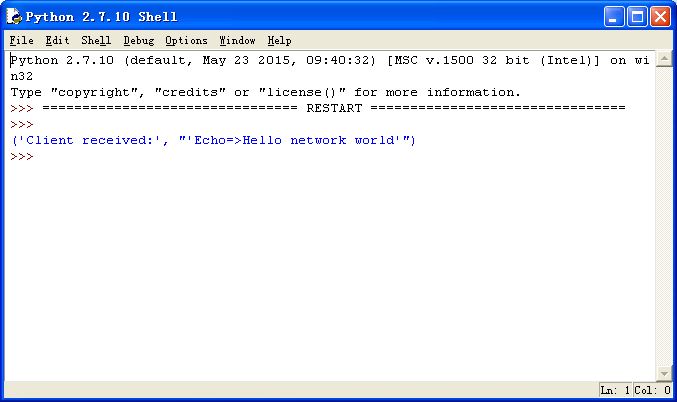 Python 2.7.10 Shell
File Edit Shell Debug Options Window Help
Python 2.7.10 (default, May 23 2015, 09:40:32) [MSC v.1500 32 bit (Intel)] on wi
n32
Type "copyright", "credits" or "license()" for more information.
>>> ================================ RESTART ================================
>>>
('Client received:', "'Echo=>Hello network world'")
>>>
Ln: 1 Col: 0